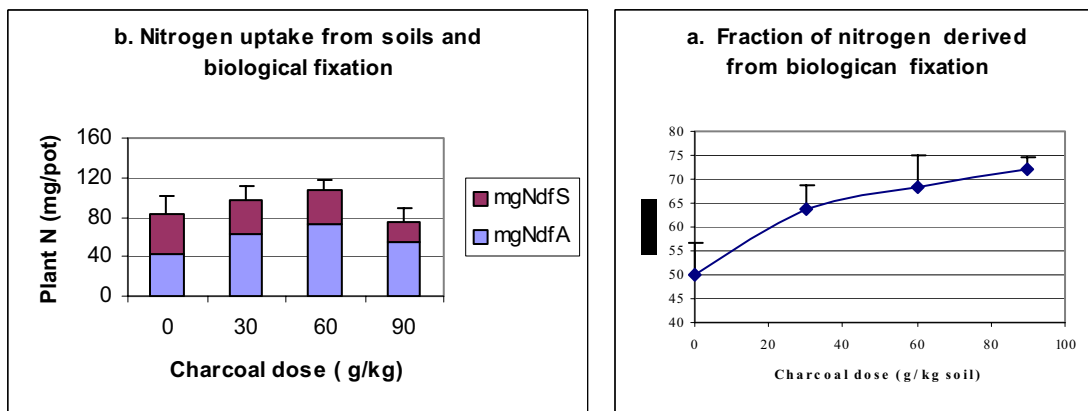 b. Nitrogen uptake from soils and
biological fixation
Plant N (mg/pot)
160
120
80
40
0
0 30 60 90
Charcoal dose ( g/kg)
mgNdfS
mgNdfA
a. Fraction of nitrogen derived
from biologican fixation
80
75
70
65
60
55
50
45
40
0 20 40 60 80 100
Charcoal dose (g/kg soil)